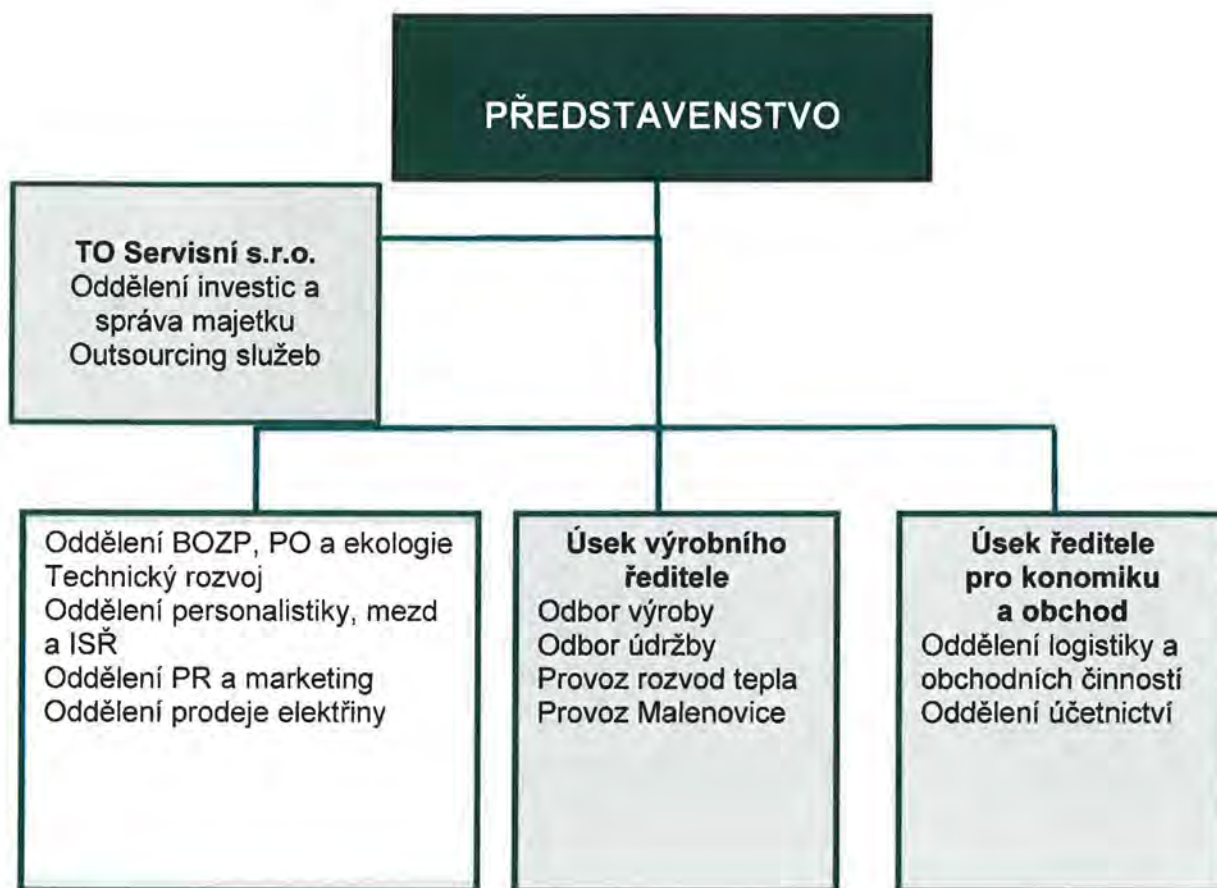 PŘEDSTAVENSTVO
TO Servisní s.r.o.
Oddělení investic a
správa majetku
Outsourcing služeb
Oddělení BOZP, PO a ekologie
Technický rozvoj
Oddělení personalistiky, mezd
a ISŘ
Oddělení PR a marketing
Oddělení prodeje elektřiny
Úsek výrobního
ředitele
Odbor výroby
Odbor údržby
Provoz rozvod tepla
Provoz Malenovice
Úsek ředitele
pro konomiku
a obchod
Oddělení logistiky a
obchodních činností
Oddělení účetnictví